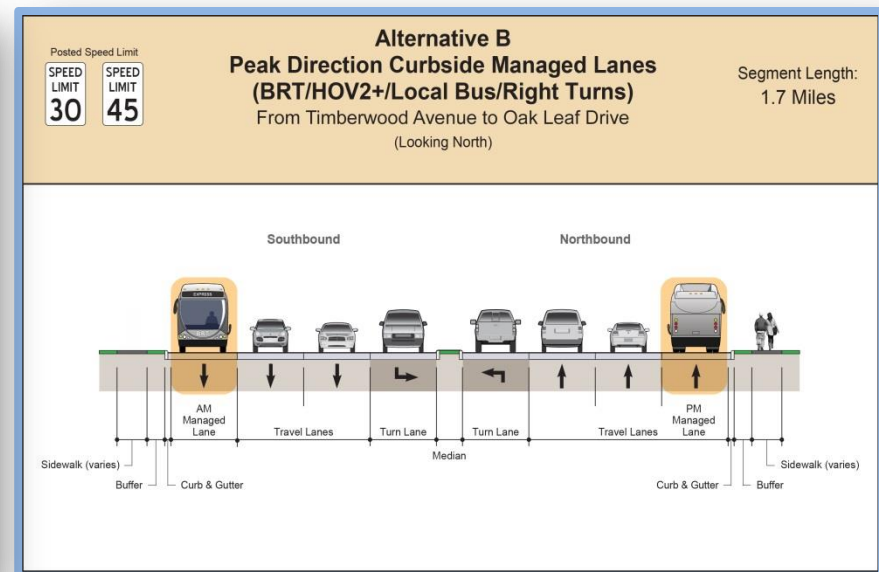 Posted Speed Limit
SPEED LIMIT 30
SPEED LIMIT 45
Alternative B
Peak Direction Curbside Managed Lanes
(BRT/HOV2+/Local Bus/Right Turns)
From Timberwood Avenue to Oak Leaf Drive
(Looking North)
Segment Length:
1.7 Miles
Southbound
Northbound
EXPRESS
AM
Managed
Lane
Travel Lanes
Turn Lane
Median
Turn Lane
Travel Lanes
PM
Managed
Lane
Sidewalk (varies)
Buffer
Curb & Gutter
Curb & Gutter
Buffer
Sidewalk (varies)